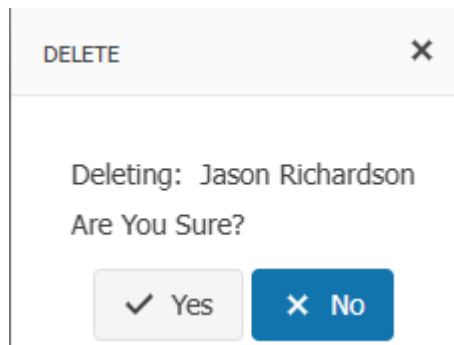 DELETE
Deleting: Jason Richardson
Are You Sure?
Yes No